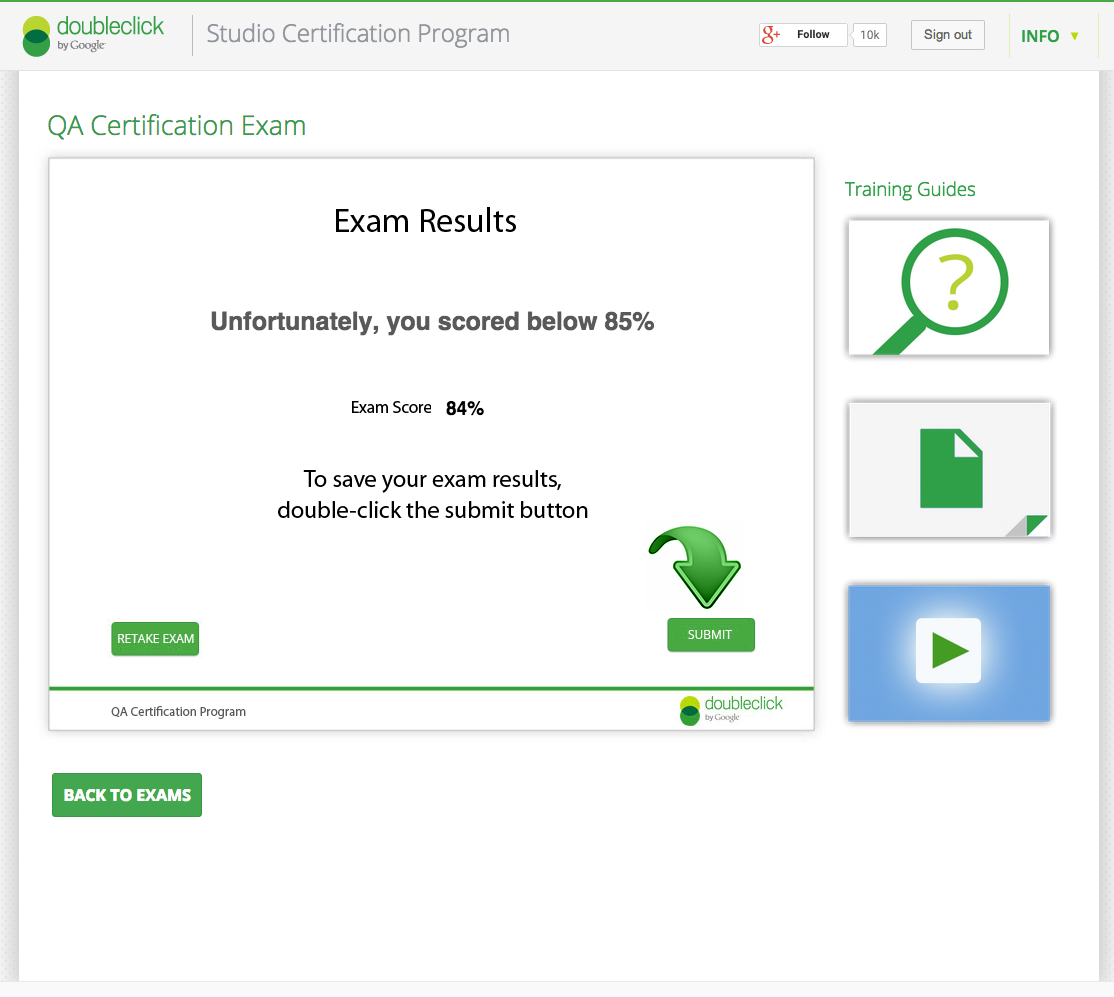 doubleclick
by Google
Studio Certification Program
g+ Follow 10k
Sign out
INFO ▼
QA Certification Exam
Exam Results
Unfortunately, you scored below 85%
Exam Score 84%
To save your exam results,
double-click the submit button
RETAKE EXAM
SUBMIT
QA Certification Program
doubleclick
by Google
Training Guides
?
BACK TO EXAMS